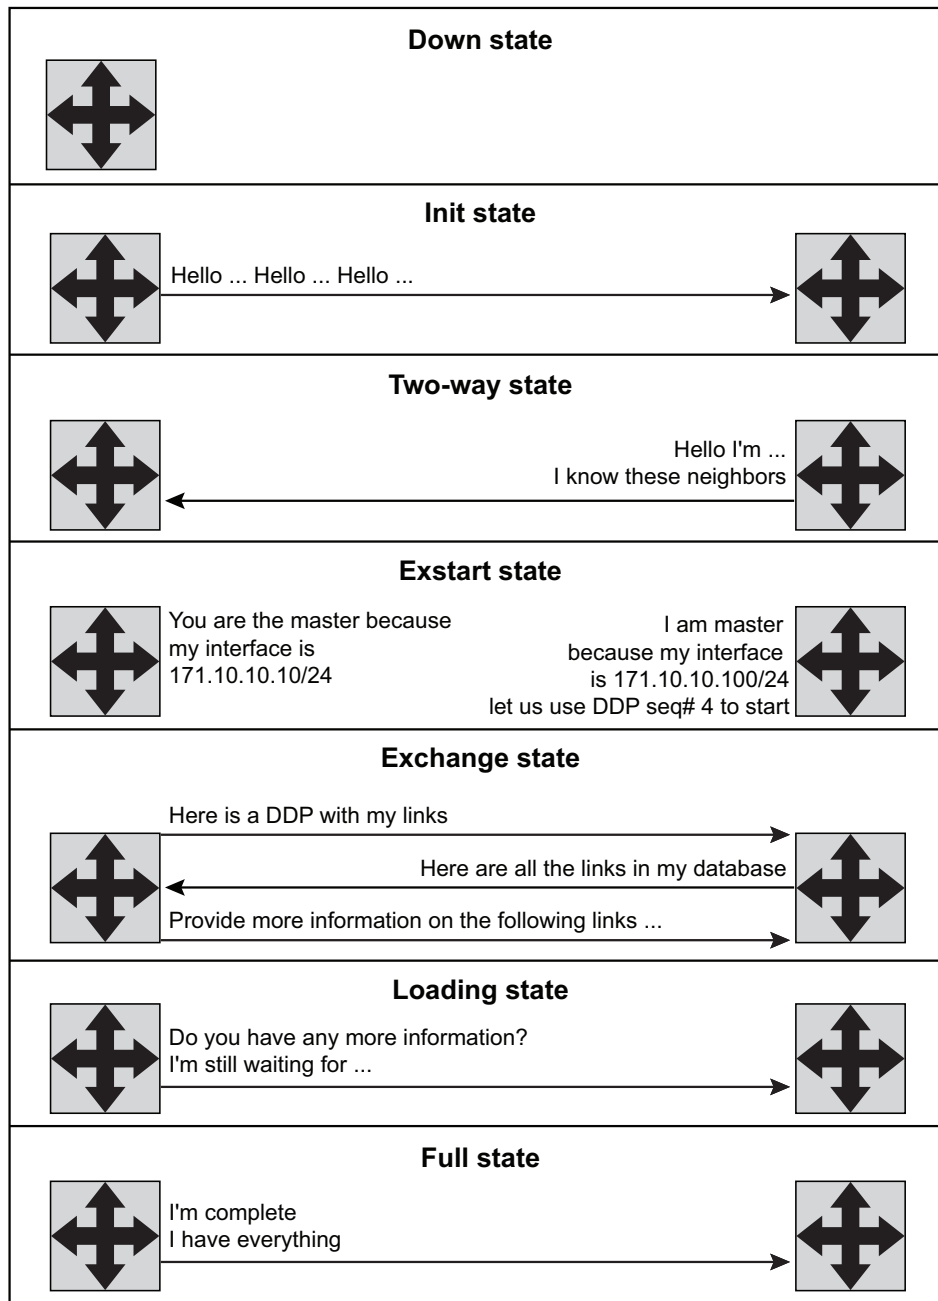 Down state
Init state
Hello ... Hello ... Hello ...
Two-way state
Hello I'm ...
I know these neighbors
Exstart state
You are the master because
my interface is
171.10.10.10/24
I am master
because my interface
is 171.10.10.100/24
let us use DDP seq# 4 to start
Exchange state
Here is a DDP with my links
Here are all the links in my database
Provide more information on the following links ...
Loading state
Do you have any more information?
I'm still waiting for ...
Full state
I'm complete
I have everything